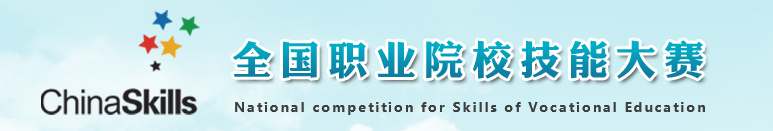 ChinaSkills
全国职业院校技能大赛
National competition for Skills of Vocational Education